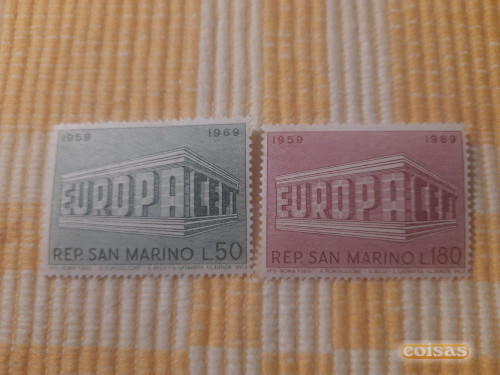 1959 1969
EUROPA CEPT
REP. SAN MARINO L.50
1959 1969
EUROPA CEPT
REP. SAN MARINO L.180
coisas